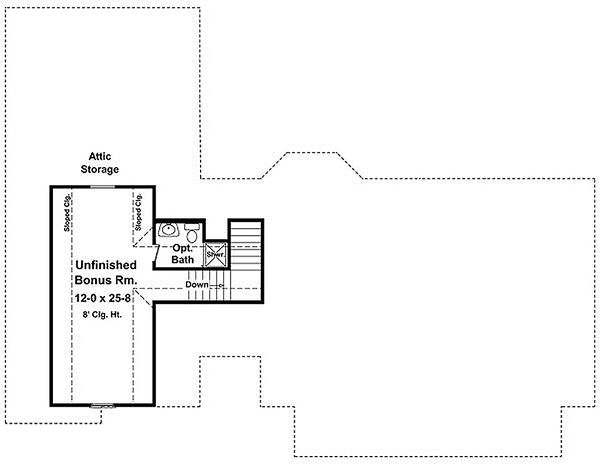 Attic
Storage
Sloped Clg.
Sloped Clg.
Opt.
Bath
Shwr.
Unfinished
Bonus Rm.
12-0 x 25-8
8' Clg. Ht.
Down